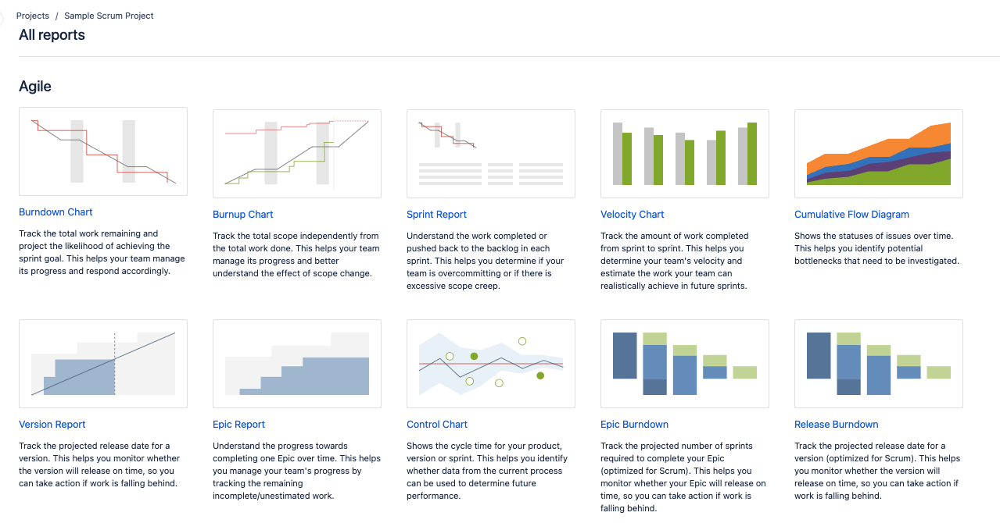 Projects / Sample Scrum Project
All reports
Agile
Burndown Chart
Track the total work remaining and
project the likelihood of achieving the
sprint goal. This helps your team manage
its progress and respond accordingly.
Burnup Chart
Track the total scope independently from
the total work done. This helps your team
manage its progress and better
understand the effect of scope change.
Sprint Report
Understand the work completed or
pushed back to the backlog in each
sprint. This helps you determine if your
team is overcommitting or if there is
excessive scope creep.
Velocity Chart
Track the amount of work completed
from sprint to sprint. This helps you
determine your team's velocity and
estimate the work your team can
realistically achieve in future sprints.
Cumulative Flow Diagram
Shows the statuses of issues over time.
This helps you identify potential
bottlenecks that need to be investigated.
Version Report
Track the projected release date for a
version. This helps you monitor whether
the version will release on time, so you
can take action if work is falling behind.
Epic Report
Understand the progress towards
completing one Epic over time. This helps
you manage your team's progress by
tracking the remaining
incomplete/unestimated work.
Control Chart
Shows the cycle time for your product,
version or sprint. This helps you identify
whether data from the current process
can be used to determine future
performance.
Epic Burndown
Track the projected number of sprints
required to complete your Epic
(optimized for Scrum). This helps you
monitor whether your Epic will release on
time, so you can take action if work is
falling behind.
Release Burndown
Track the projected release date for a
version (optimized for Scrum). This helps
you monitor whether the version will
release on time, so you can take action if
work is falling behind.